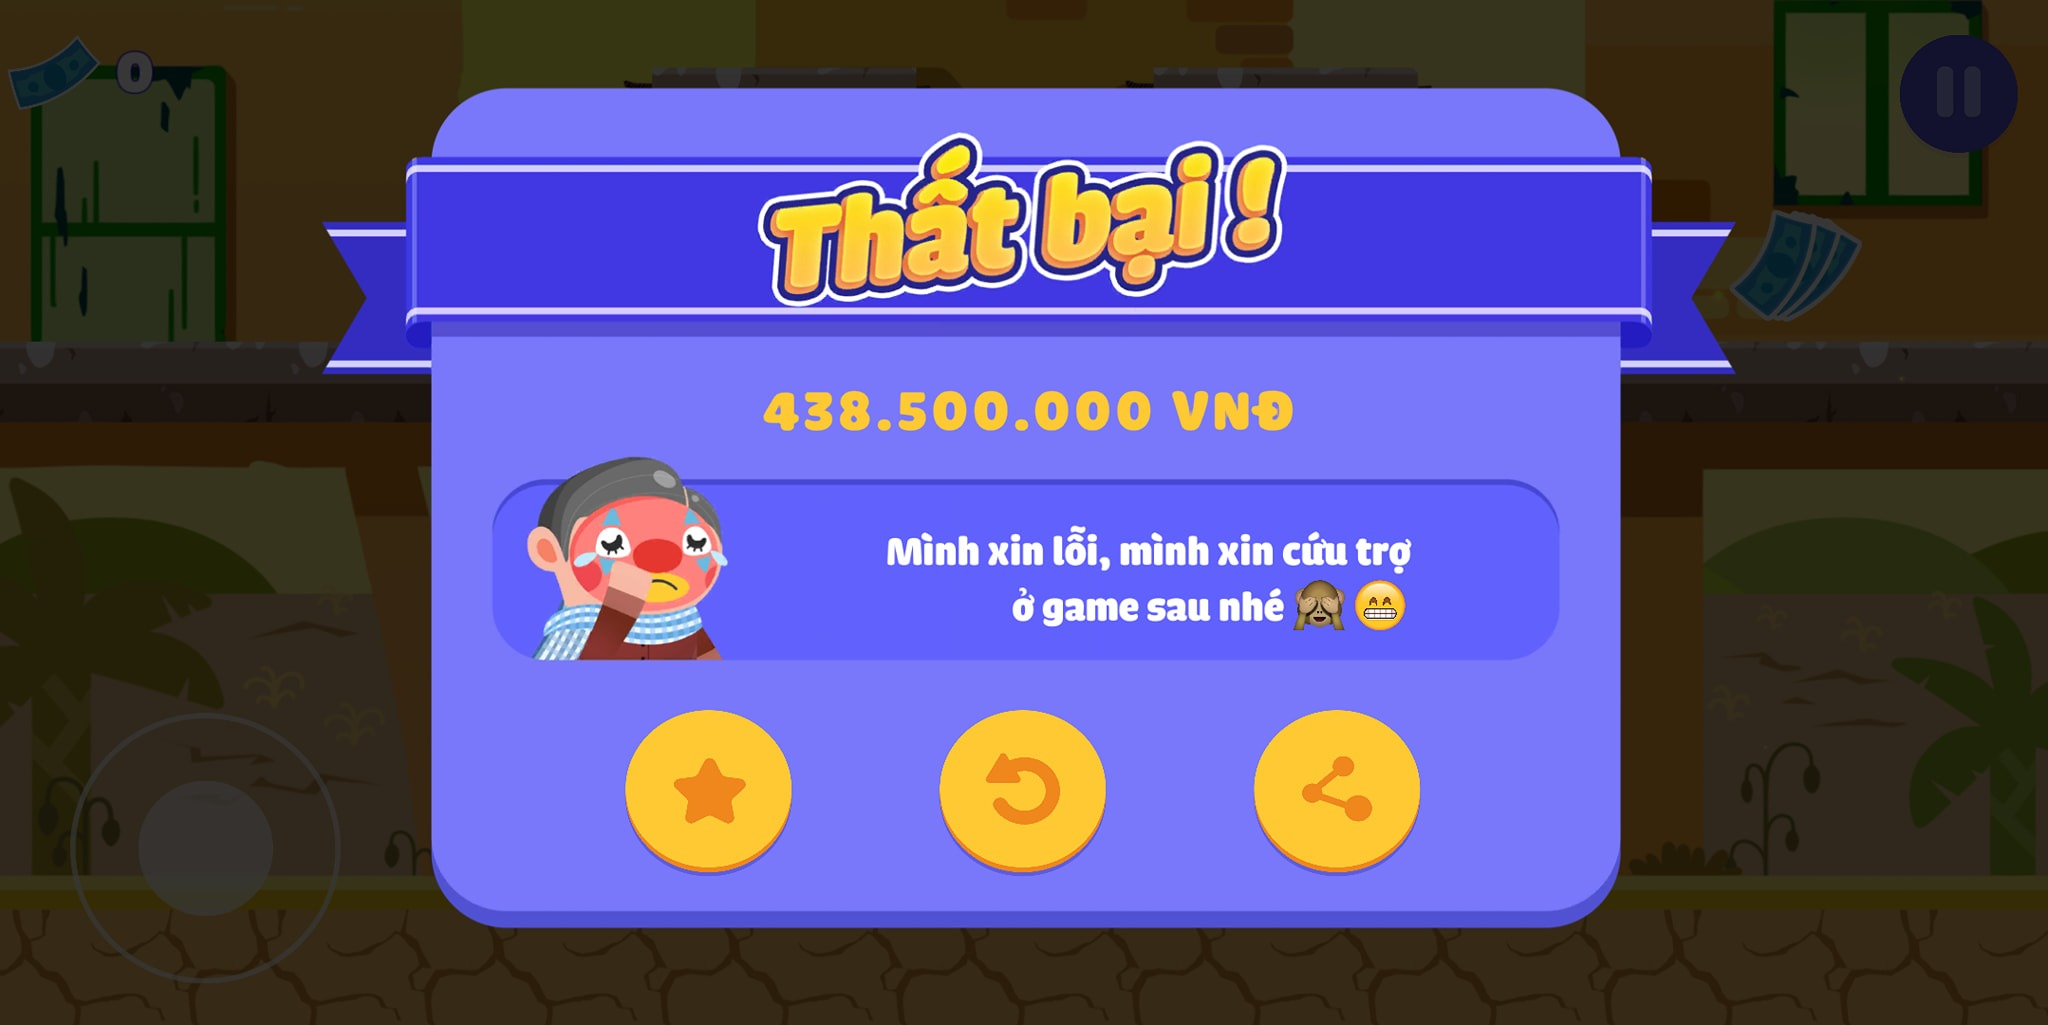 0
Thất bại !
438.500.000 VNĐ
Mình xin lỗi, mình xin cứu trợ
ở game sau nhé 🙈 😁